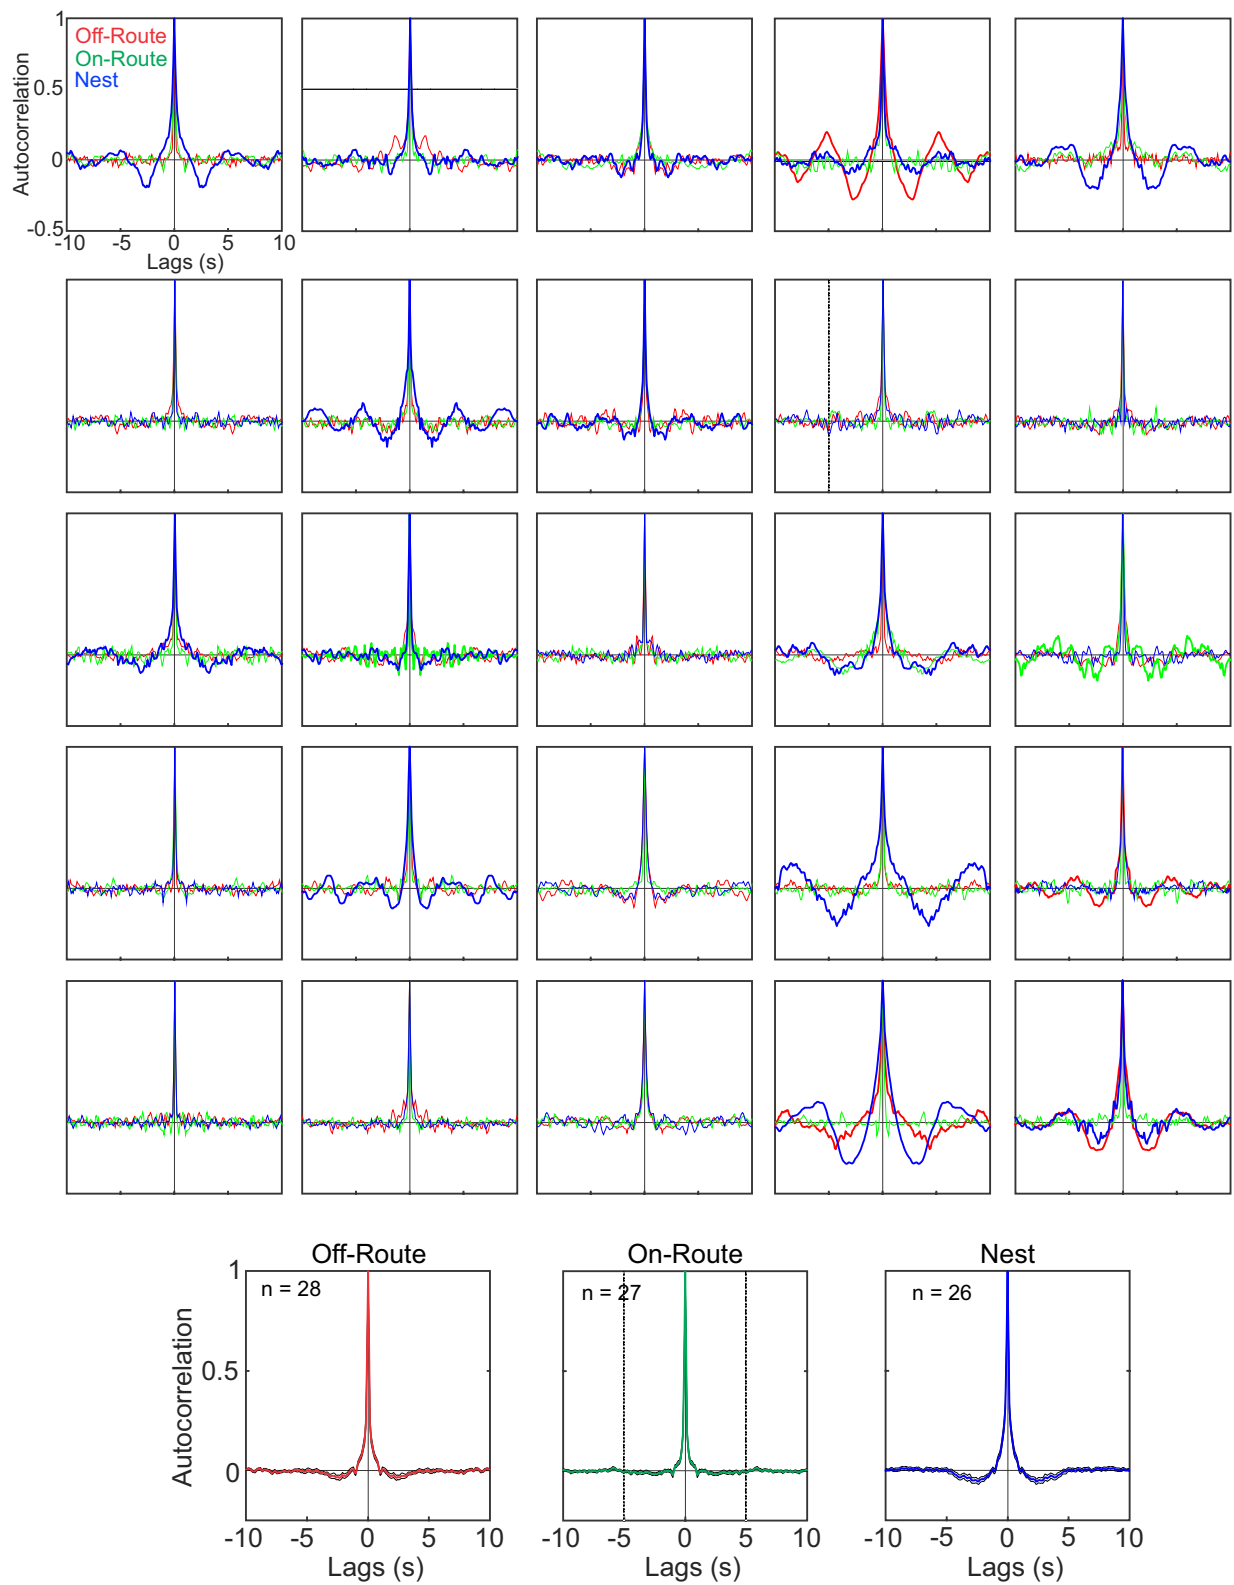 1
Off-Route
On-Route
Nest
0.5
0
-0.5
Autocorrelation
-10 -5 0 5 10
Lags (s)
Off-Route On-Route Nest
1
n = 28 n = 27 n = 26
0.5
0
Autocorrelation
-10 -5 0 5 10 -10 -5 0 5 10 -10 -5 0 5 10
Lags (s) Lags (s) Lags (s)